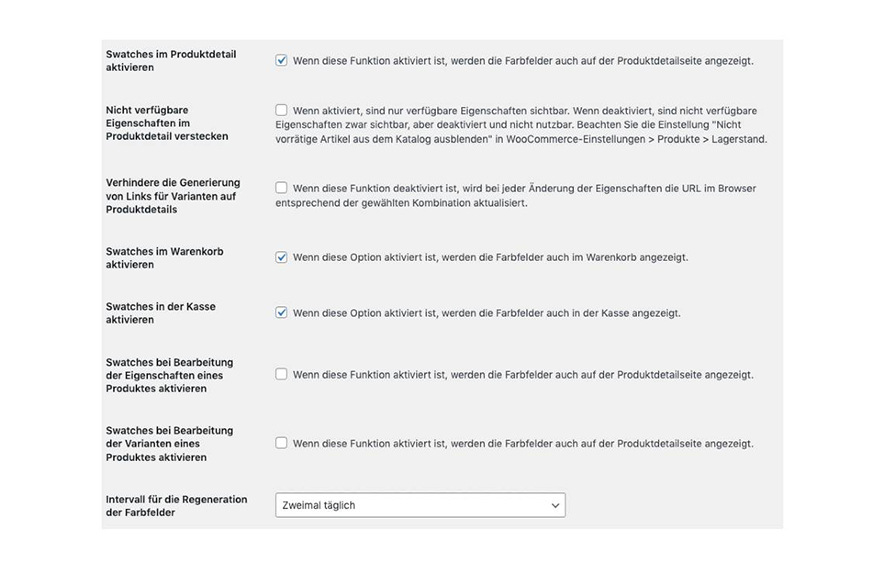 Swatches im Produktdetail
aktivieren
Wenn diese Funktion aktiviert ist, werden die Farbfelder auch auf der Produktdetailseite angezeigt.
Nicht verfügbare
Eigenschaften im
Produktdetail verstecken
Wenn aktiviert, sind nur verfügbare Eigenschaften sichtbar. Wenn deaktiviert, sind nicht verfügbare
Eigenschaften zwar sichtbar, aber deaktiviert und nicht nutzbar. Beachten Sie die Einstellung "Nicht
vorrätige Artikel aus dem Katalog ausblenden" in WooCommerce-Einstellungen > Produkte > Lagerstand.
Verhindere die Generierung
von Links für Varianten auf
Produktdetails
Wenn diese Funktion deaktiviert ist, wird bei jeder Änderung der Eigenschaften die URL im Browser
entsprechend der gewählten Kombination aktualisiert.
Swatches im Warenkorb
aktivieren
Wenn diese Option aktiviert ist, werden die Farbfelder auch im Warenkorb angezeigt.
Swatches in der Kasse
aktivieren
Wenn diese Option aktiviert ist, werden die Farbfelder auch in der Kasse angezeigt.
Swatches bei Bearbeitung
der Eigenschaften eines
Produktes aktivieren
Wenn diese Funktion aktiviert ist, werden die Farbfelder auch auf der Produktdetailseite angezeigt.
Swatches bei Bearbeitung
der Varianten eines
Produktes aktivieren
Wenn diese Funktion aktiviert ist, werden die Farbfelder auch auf der Produktdetailseite angezeigt.
Intervall für die Regeneration
der Farbfelder
Zweimal täglich